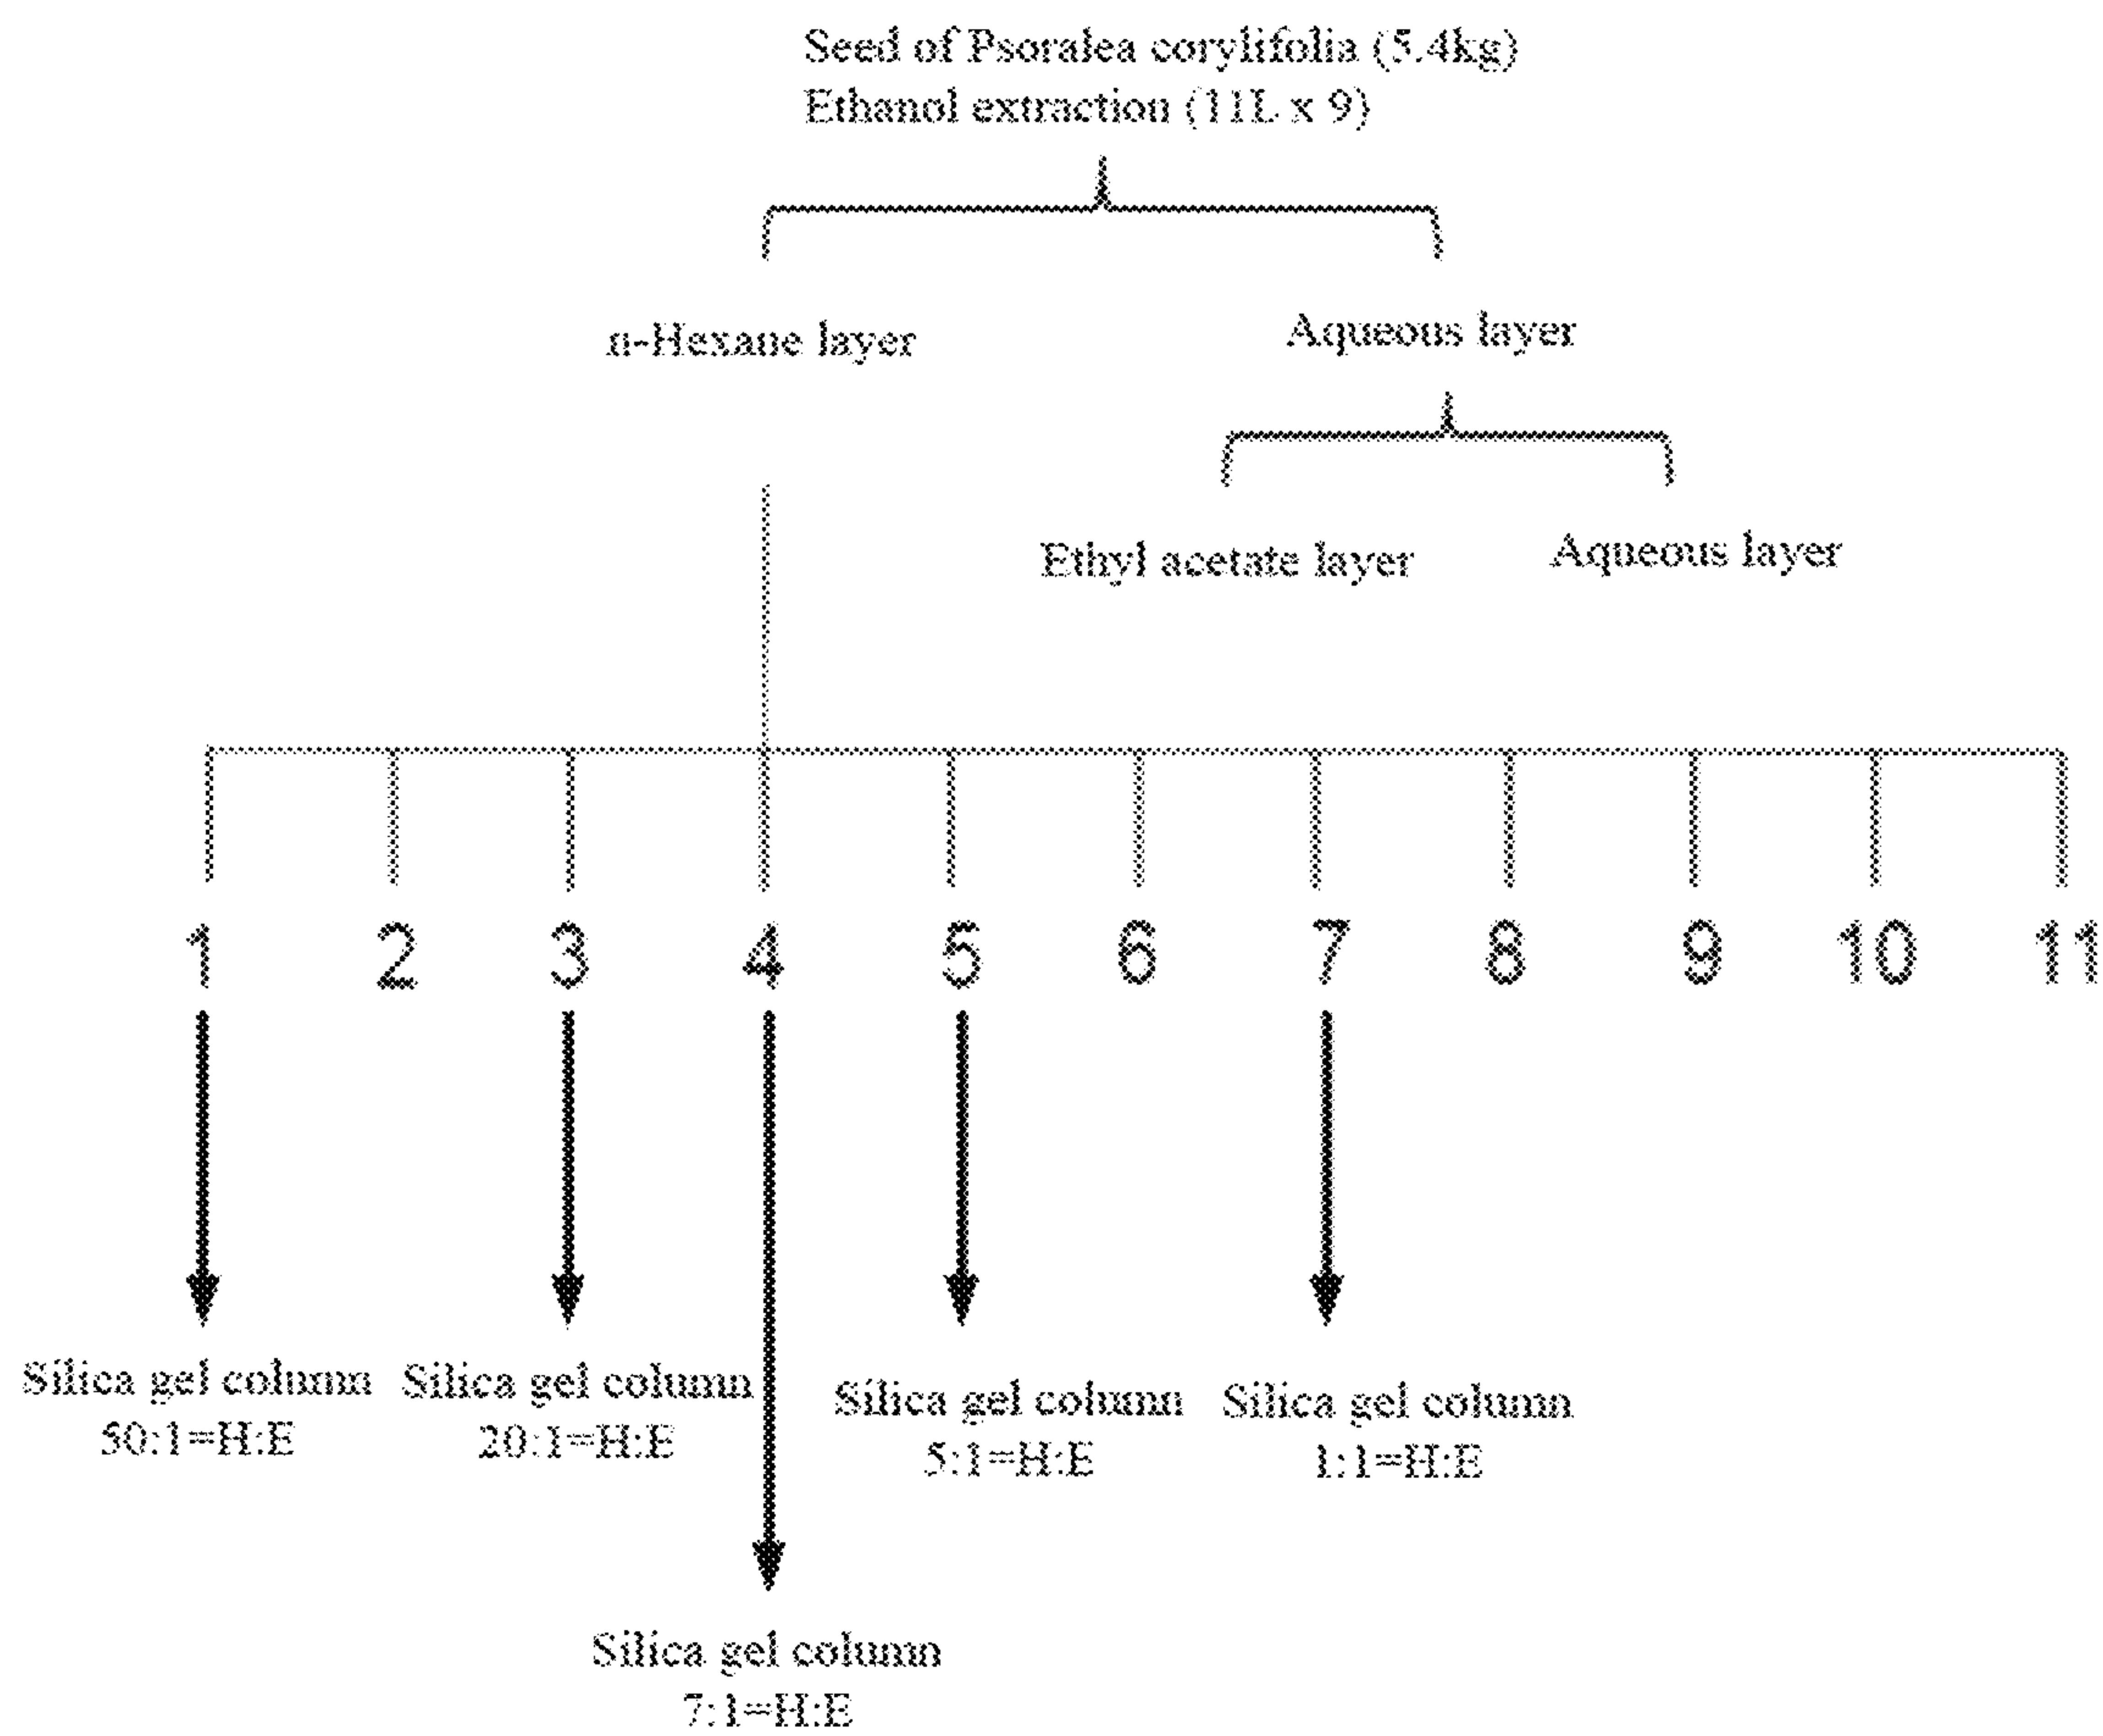 Seed of Psoralea corylifolia (5.4kg)
Ethanol extraction (11L x 9)
n-Hexane layer
Aqueous layer
Ethyl acetate layer
Aqueous layer
1 2 3 4 5 6 7 8 9 10 11
Silica gel column
50:1=H:E
Silica gel column
20:1=H:E
Silica gel column
5:1=H:E
Silica gel column
1:1=H:E
Silica gel column
7:1=H:E